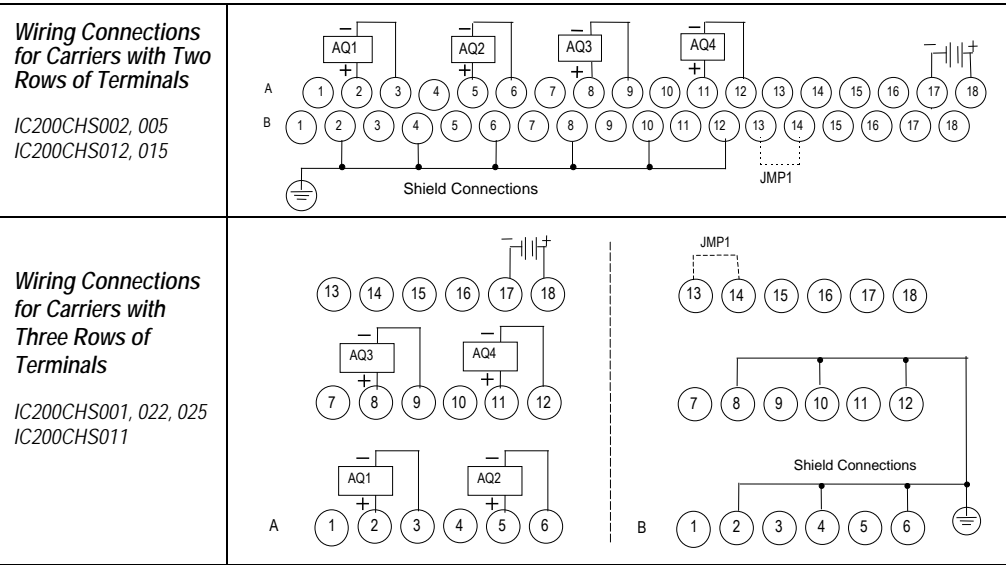 Wiring Connections
for Carriers with Two
Rows of Terminals
IC200CHS002, 005
IC200CHS012, 015
− − − − − +
AQ1 AQ2 AQ3 AQ4
+ + + +
A 1 2 3 4 5 6 7 8 9 10 11 12 13 14 15 16 17 18
B 1 2 3 4 5 6 7 8 9 10 11 12 13 14 15 16 17 18
JMP1
Shield Connections
Wiring Connections
for Carriers with
Three Rows of
Terminals
IC200CHS001, 022, 025
IC200CHS011
− +
13 14 15 16 17 18
− −
AQ3 AQ4
+ +
7 8 9 10 11 12
− −
AQ1 AQ2
+ +
A 1 2 3 4 5 6
JMP1
13 14 15 16 17 18
7 8 9 10 11 12
Shield Connections
B 1 2 3 4 5 6